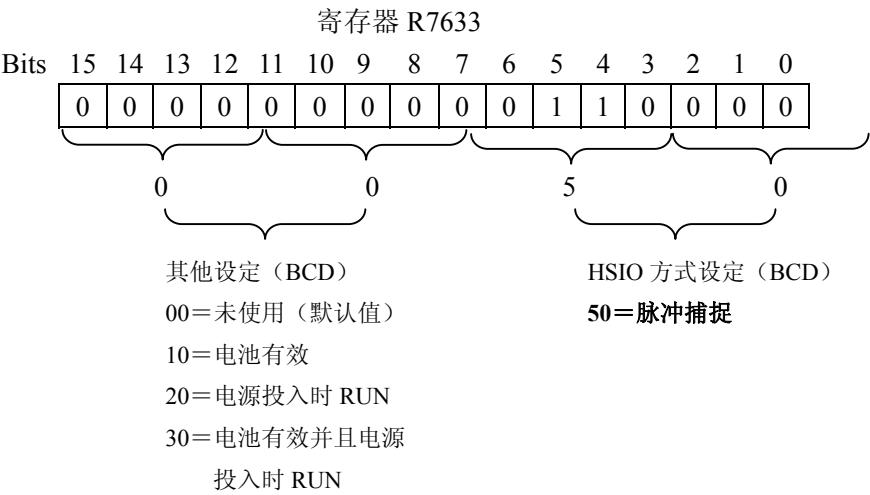 寄存器 R7633
Bits 15 14 13 12 11 10 9 8 7 6 5 4 3 2 1 0
0 0 0 0 0 0 0 0 0 0 1 1 0 0 0 0
0 0 5 0
其他设定（BCD） HSIO 方式设定（BCD）
00＝未使用（默认值） 50＝脉冲捕捉
10＝电池有效
20＝电源投入时 RUN
30＝电池有效并且电源
投入时 RUN